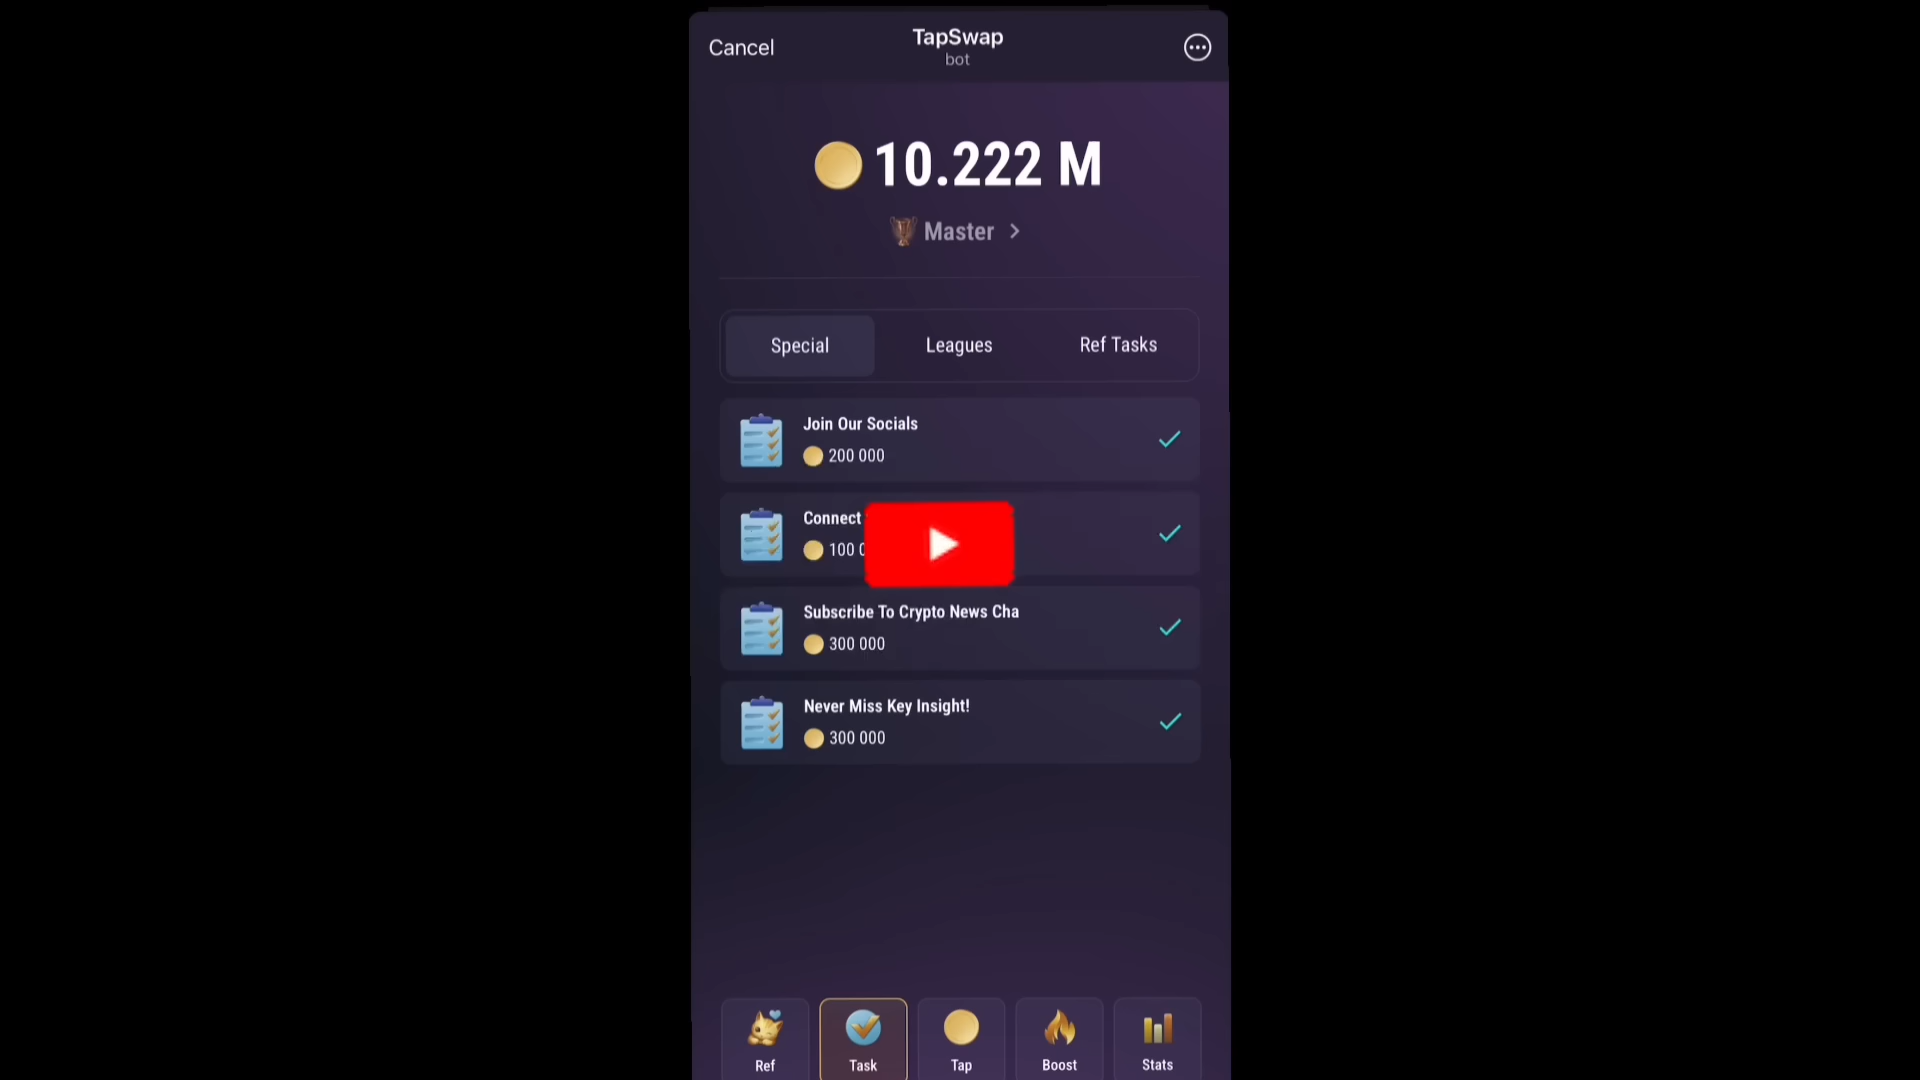 Cancel
TapSwap
bot
10.222 M
Master
Special
Leagues
Ref Tasks
Join Our Socials
200 000
Connect
100
Subscribe To Crypto News Cha
300 000
Never Miss Key Insight!
300 000
Ref
Task
Tap
Boost
Stats